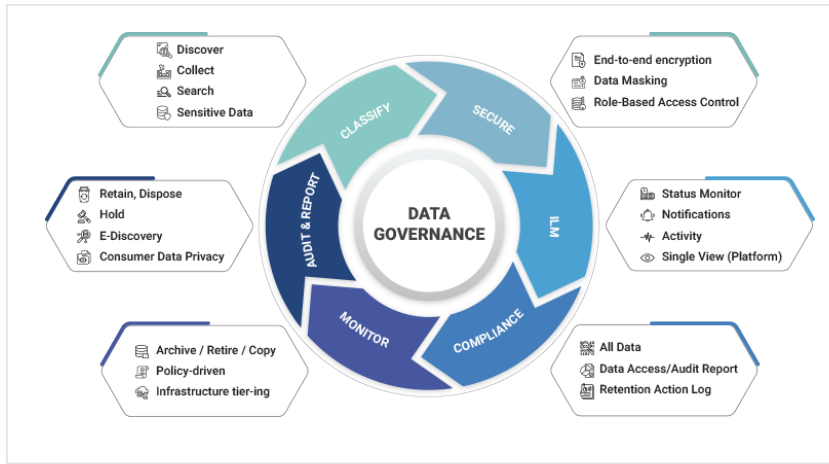 Discover
Collect
Search
Sensitive Data
End-to-end encryption
Data Masking
Role-Based Access Control
CLASSIFY
SECURE
Retain, Dispose
Hold
E-Discovery
Consumer Data Privacy
AUDIT & REPORT
DATA
GOVERNANCE
ILM
Status Monitor
Notifications
Activity
Single View (Platform)
MONITOR
COMPLIANCE
Archive / Retire / Copy
Policy-driven
Infrastructure tier-ing
All Data
Data Access/Audit Report
Retention Action Log